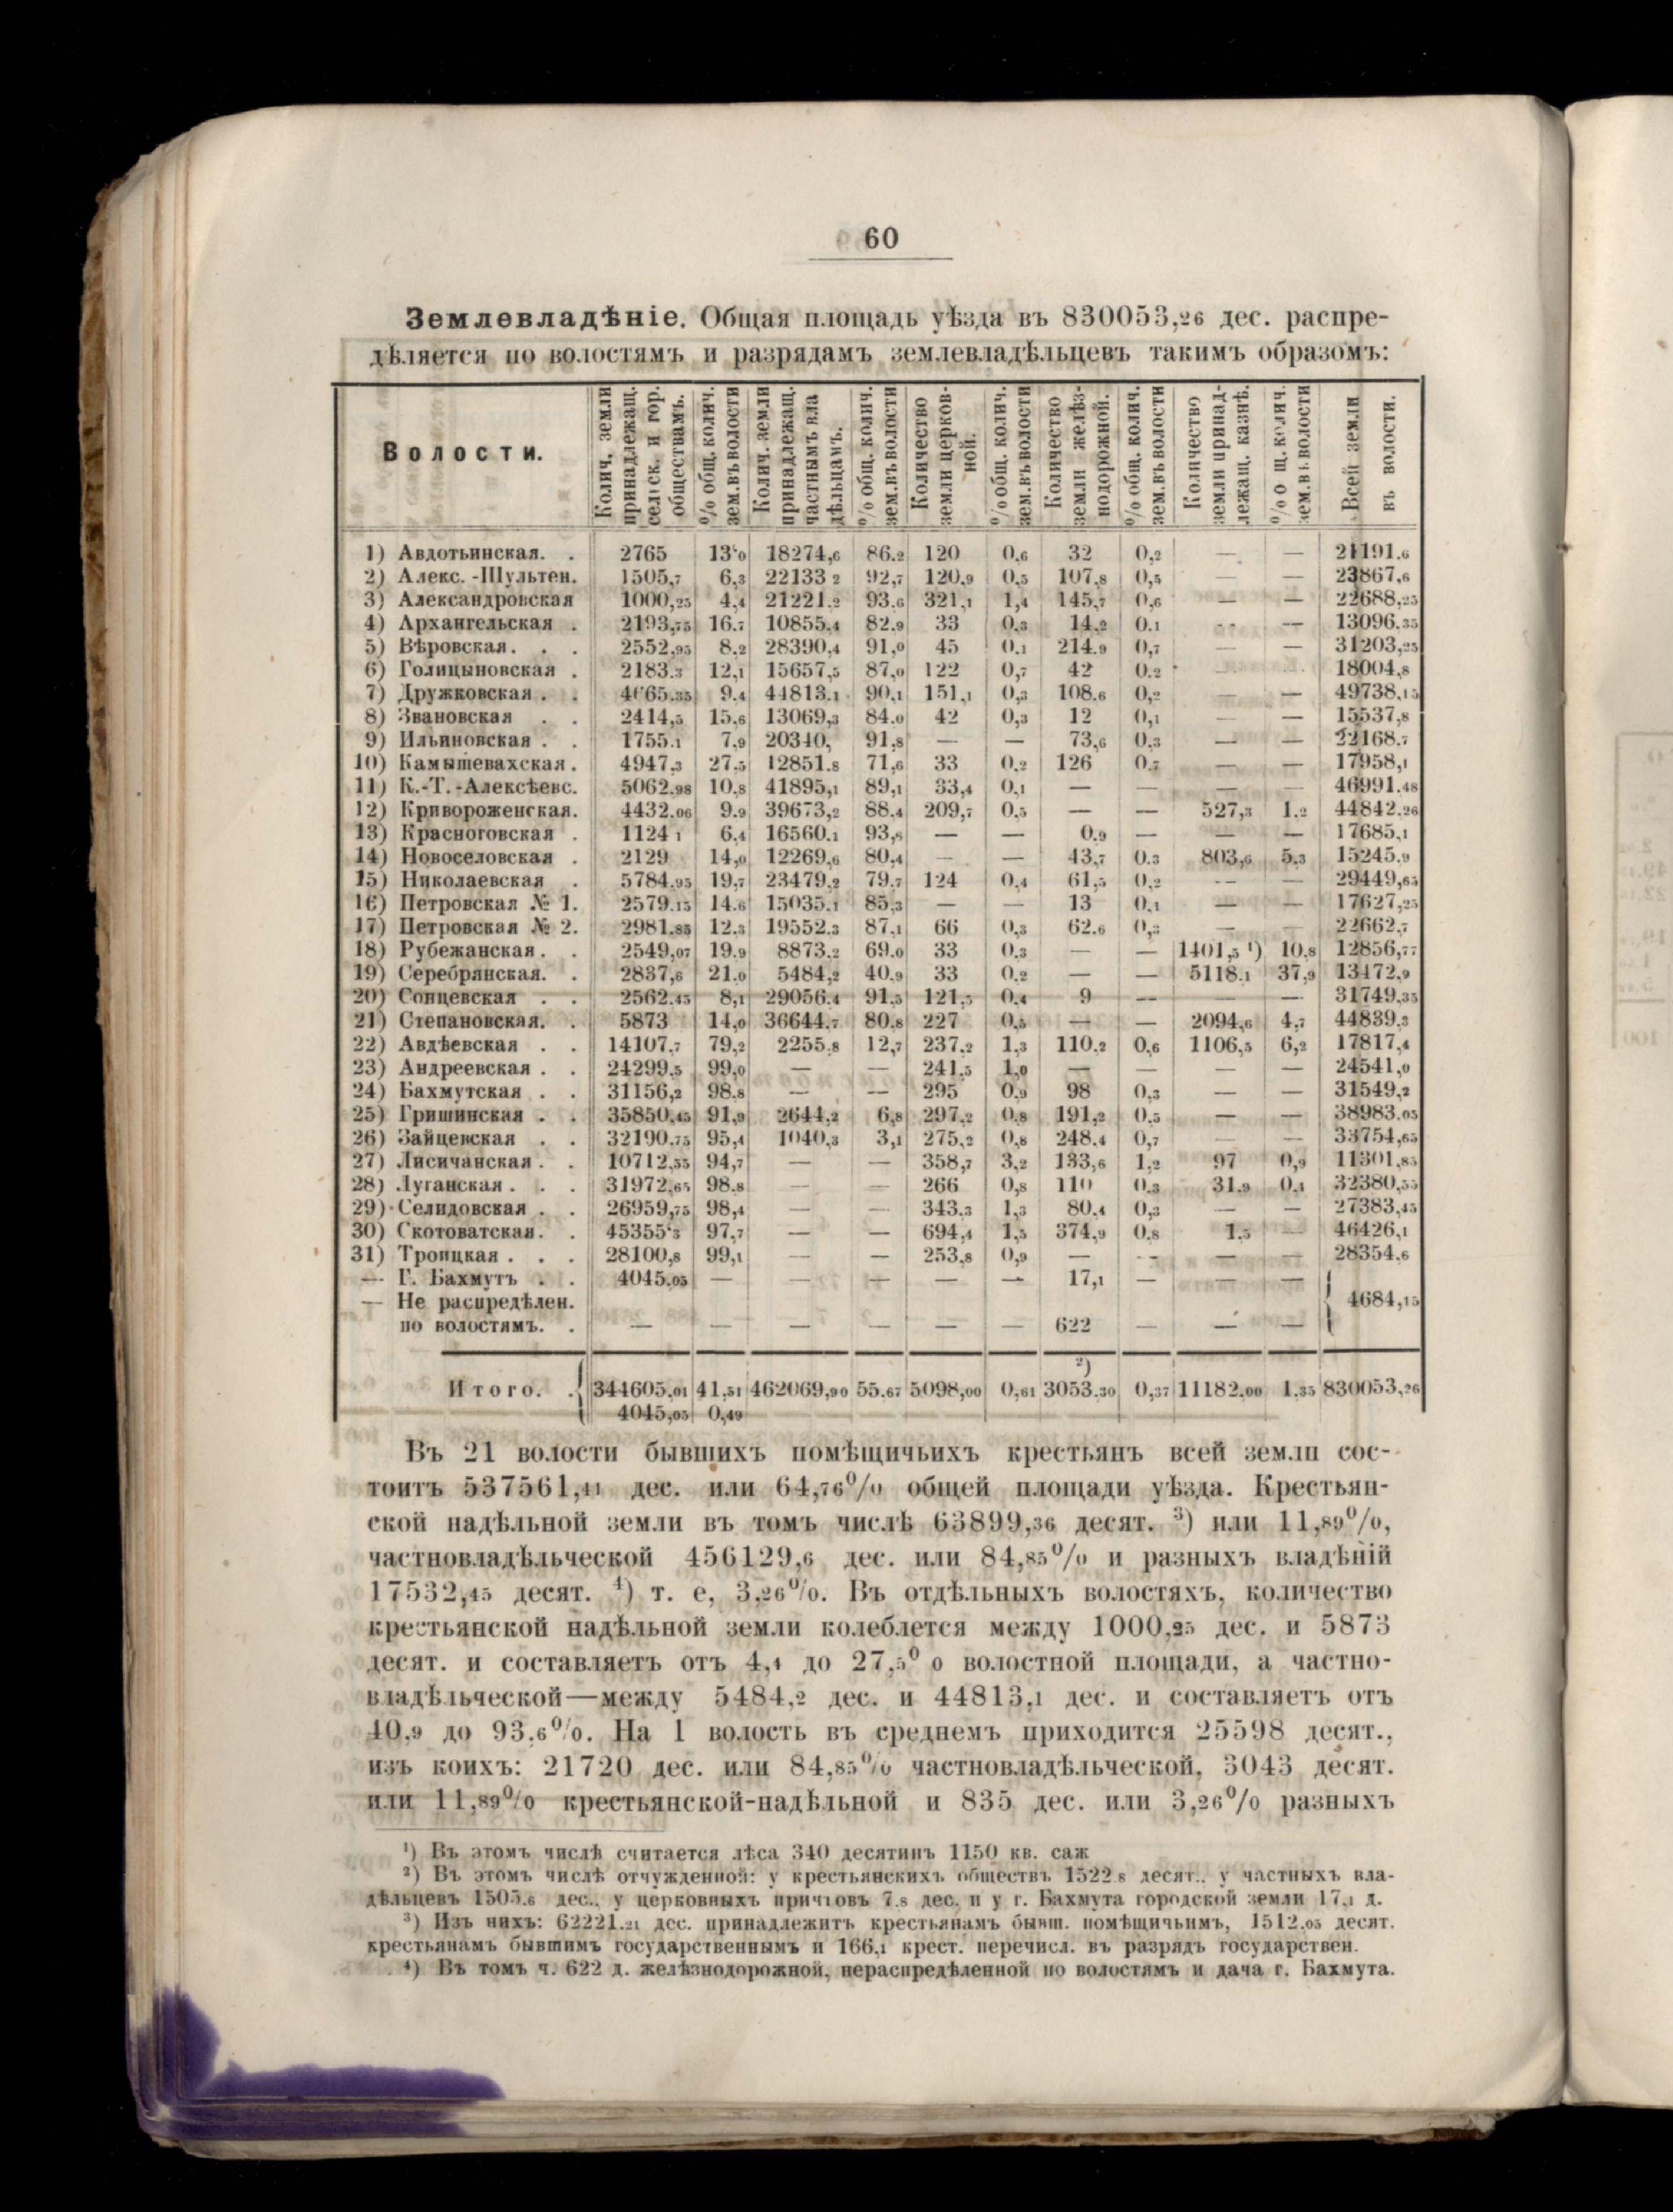 60
Землевладѣніе. Общая площадь уѣзда въ 830053,26 дес. распре-
дѣляется по волостямъ и разрядамъ землевладѣльцевъ такимъ образомъ:
Волости. Колич. земли принадлежащ. сельск. и гор. обществамъ. % общ. колич. зем. въ волости Колич. земли принадлежащ. частнымъ вла дѣльцамъ. % общ. колич. зем. въ волости Количество земли церков- ной. % общ. колич. зем. въ волости Количество земли желѣз- нодорожной. % общ. колич. зем. въ волости Количество земли принад- лежащ. казнѣ. % о щ. колич. зем. въ волости Всей земли въ волости.
1) Авдотьинская. . 2765 13,0 18274,6 86.2 120 0.6 32 0,2 — — 21191.6
2) Алекс. -Шультен. 1505,7 6,3 22133 2 92,7 120,9 0,5 107,8 0,5 — — 23867,6
3) Александровская 1000,25 4,4 21221.2 93.6 321,1 1,4 145,7 0,6 — — 22688,25
4) Архангельская . 2193,75 16.7 10855.4 82.9 33 0.3 14,2 0.1 — — 13096.35
5) Вѣровская. . . 2552,95 8.2 28390,4 91,0 45 0.1 214.9 0,7 — — 31203,25
6) Голицыновская . 2183.3 12,1 15657,5 87,0 122 0,7 42 0.2 — — 18004,8
7) Дружковская . . 4665.35 9.4 44813.1 90,1 151,1 0,3 108.6 0,2 — — 49738,15
8) Звановская . . 2414,5 15.6 13069,3 84.0 42 0,3 12 0,1 — — 15537,8
9) Ильиновская . . 1755.1 7,9 20340, 91,8 — — 73,6 0.3 — — 22168.7
10) Камышевахская. 4947,3 27,5 12851.8 71,6 33 0.2 126 0.7 — — 17958,1
11) К.-Т. -Алексѣевс. 5062.98 10,8 41895,1 89,1 33,4 0,1 — — — — 46991.48
12) Кривороженская. 4432.06 9.9 39673,2 88.4 209,7 0,5 — — 527,3 1.2 44842.26
13) Красноговская . 1124 1 6,4 16560.1 93,6 — — 0.9 — — — 17685,1
14) Новоселовская . 2129 14,0 12269,6 80,4 — — 43,7 0.3 803,6 5,3 15245.9
15) Николаевская . 5784.95 19,7 23479,2 79.7 124 0,4 61,5 0,2 — — 29449,65
16) Петровская № 1. 2579.15 14.6 15035.1 85,3 — — 13 0,1 — — 17627,25
17) Петровская № 2. 2981.85 12.3 19552.3 87,1 66 0,3 62.6 0,3 — — 22662,7
18) Рубежанская. . 2549,07 19.9 8873.2 69.0 33 0.3 — — 1401,5 ¹) 10,8 12856,77
19) Серебрянская. . 2837,6 21.0 5484,2 40.9 33 0.2 — — 5118.1 37,9 13472,9
20) Сонцевская . . 2562.45 8,1 29056.4 91,5 121,5 0.4 9 — — — 31749,35
21) Степановская. . 5873 14,0 36644.7 80.8 227 0,5 — — 2094,6 4,7 44839,3
22) Авдѣевская . . 14107,7 79,2 2255.8 12,7 237.2 1,3 110,2 0,6 1106,5 6,2 17817,4
23) Андреевская . . 24299.5 99,0 — — 241.5 1,0 — — — — 24541,0
24) Бахмутская . . 31156,2 98.8 — — 295 0,9 98 0,3 — — 31549,2
25) Гришинская . . 35850,45 91,9 2644,2 6,8 297,2 0,8 191,2 0.5 — — 38983.05
26) Зайцевская . . 32190.75 95,4 1040,3 3,1 275,2 0,8 248.4 0,7 — — 33754,65
27) Лисичанская . . 10712,55 94,7 — — 358,7 3,2 133,6 1,2 97 0,9 11301,85
28) Луганская . . . 31972,65 98.8 — — 266 0,8 110 0.3 31.9 0,1 32380,55
29) Селидовская . . 26959,75 98,4 — — 343.3 1,3 80.4 0,3 — — 27383,45
30) Скотоватская. . 45355,3 97,7 — — 694,4 1,5 374,9 0,8 1,5 — 46426,1
31) Троицкая . . . 28100,8 99,1 — — 253,8 0,9 — — — — 28354,6
— Г. Бахмутъ . . 4045.05 — — — — — 17,1 — — —
— Не распредѣлен. 4684,15
по волостямъ. . — — — — — — 622 — — —
²)
Итого. . 344605,01 41,51 462069,90 55.67 5098,00 0,61 3053.30 0,37 11182.00 1.35 830053,26
4045,05 0,49
Въ 21 волости бывшихъ помѣщичьихъ крестьянъ всей земли сос-
тоитъ 537561,41 дес. или 64,76% общей площади уѣзда. Крестьян-
ской надѣльной земли въ томъ числѣ 63899,36 десят. ³) или 11,89%,
частновладѣльческой 456129,6 дес. или 84,85% и разныхъ владѣній
17532,45 десят. ⁴) т. е, 3,26%. Въ отдѣльныхъ волостяхъ, количество
крестьянской надѣльной земли колеблется между 1000,25 дес. и 5873
десят. и составляетъ отъ 4,4 до 27,5⁰ 0 волостной площади, а частно-
владѣльческой—между 5484,2 дес. и 44813,1 дес. и составляетъ отъ
40,9 до 93,6%. На 1 волость въ среднемъ приходится 25598 десят.,
изъ коихъ: 21720 дес. или 84,85% частновладѣльческой, 3043 десят.
или 11,89% крестьянской-надѣльной и 835 дес. или 3,26% разныхъ
¹) Въ этомъ числѣ считается лѣса 340 десятинъ 1150 кв. саж
²) Въ этомъ числѣ отчужденной: у крестьянскихъ обществъ 1522.8 десят., у частныхъ вла-
дѣльцевъ 1505.6 дес., у церковныхъ причтовъ 7.8 дес. и у г. Бахмута городской земли 17,1 д.
³) Изъ нихъ: 62221.21 дес. принадлежитъ крестьянамъ бывш. помѣщичьимъ, 1512.05 десят.
крестьянамъ бывшимъ государственнымъ и 166,1 крест. перечисл. въ разрядъ государствен.
⁴) Въ томъ ч. 622 д. желѣзнодорожной, нераспредѣленной по волостямъ и дача г. Бахмута.